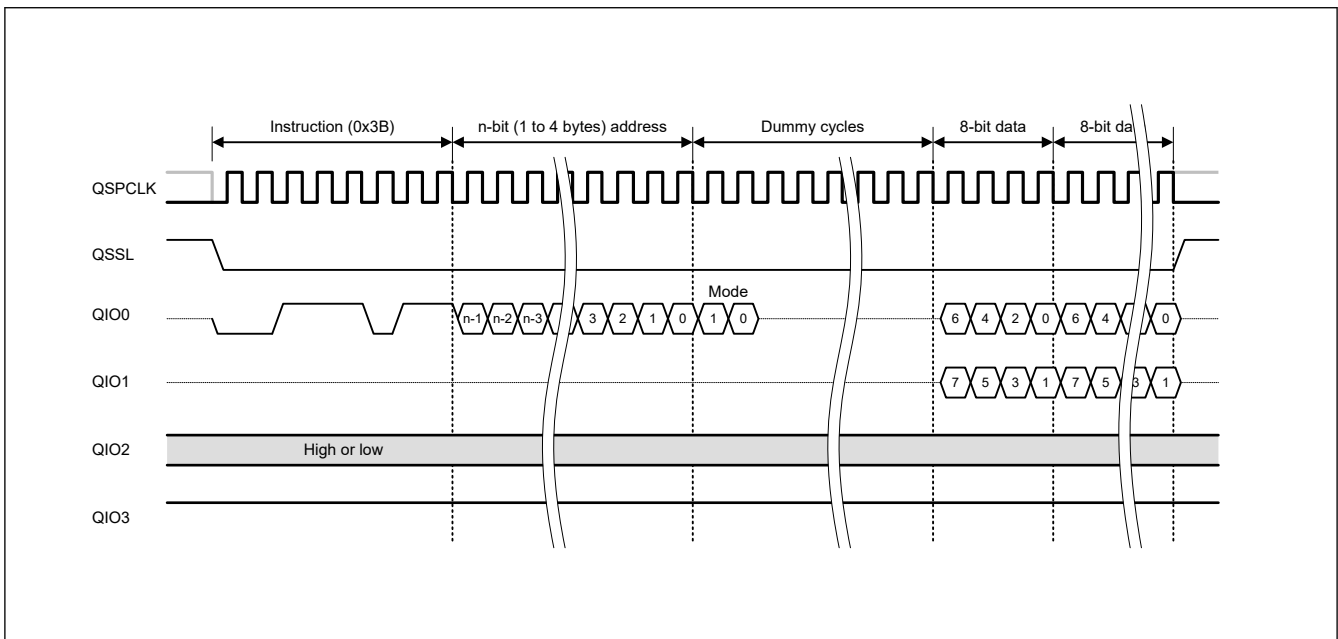 Instruction (0x3B) n-bit (1 to 4 bytes) address Dummy cycles 8-bit data 8-bit da
QSPCLK
QSSL
Mode
QIO0 n-1 n-2 n-3 3 2 1 0 1 0 6 4 2 0 6 4 0
QIO1 7 5 3 1 7 5 3 1
QIO2 High or low
QIO3